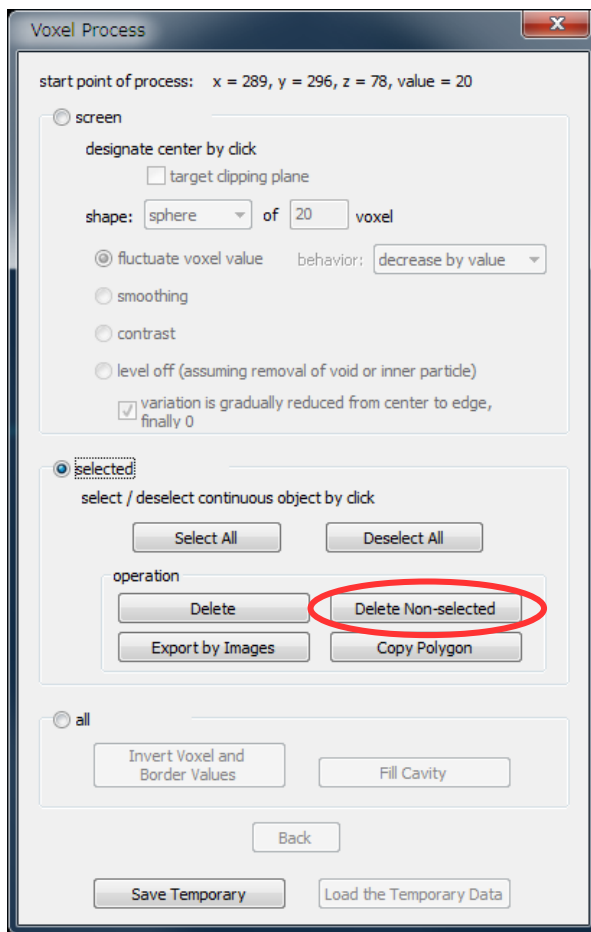 Voxel Process
start point of process: x = 289, y = 296, z = 78, value = 20
screen
designate center by click
target clipping plane
shape: sphere of 20 voxel
fluctuate voxel value behavior: decrease by value
smoothing
contrast
level off (assuming removal of void or inner particle)
variation is gradually reduced from center to edge,
finally 0
selected
select / deselect continuous object by click
Select All Deselect All
operation
Delete Delete Non-selected
Export by Images Copy Polygon
all
Invert Voxel and
Border Values Fill Cavity
Back
Save Temporary Load the Temporary Data